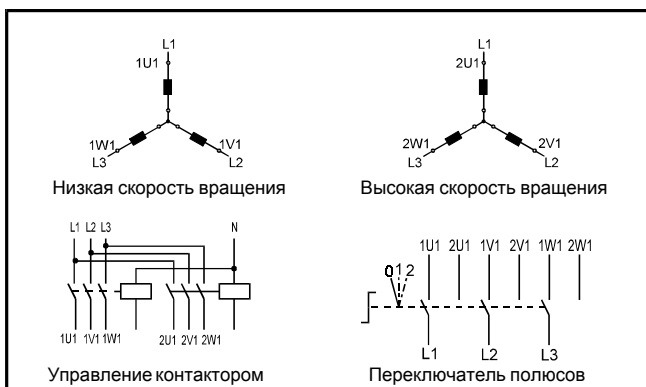 L1
1U1
1W1
1V1
L3
L2
Низкая скорость вращения
L1
2U1
2W1
2V1
L3
L2
Высокая скорость вращения
L1 L2 L3 N
1U1 1V1 1W1 2U1 2V1 2W1
Управление контактором
1U1 2U1 1V1 2V1 1W1 2W1
0 1 2
L1 L2 L3
Переключатель полюсов